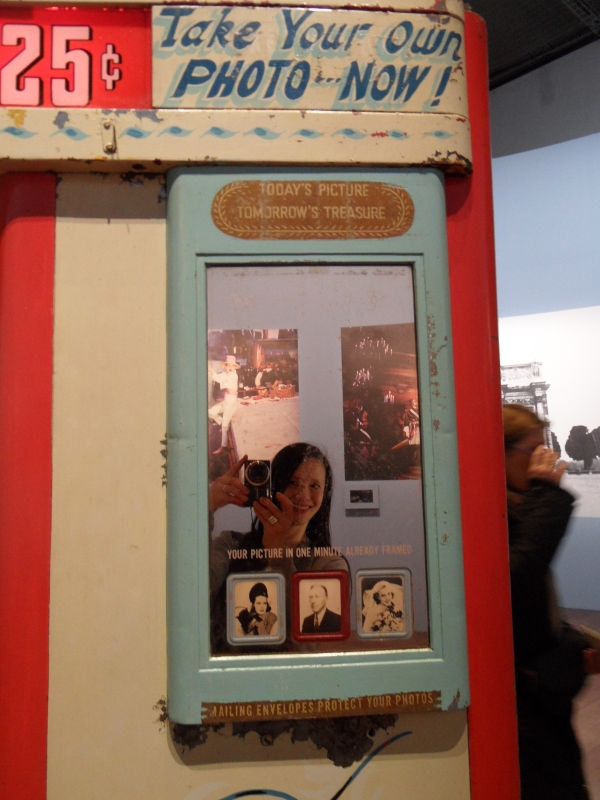 25¢
Take Your Own
PHOTO---NOW!
TODAY'S PICTURE
TOMORROW'S TREASURE
YOUR PICTURE IN ONE MINUTE ALREADY FRAMED
MAILING ENVELOPES PROTECT YOUR PHOTOS